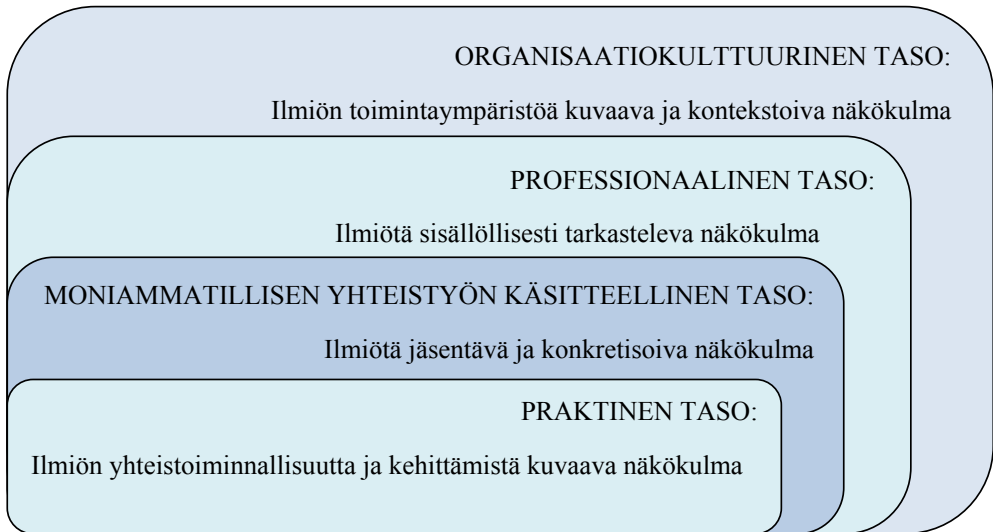 ORGANISAATIOKULTTUURINEN TASO:
Ilmiön toimintaympäristöä kuvaava ja kontekstoiva näkökulma
PROFESSIONAALINEN TASO:
Ilmiötä sisällöllisesti tarkasteleva näkökulma
MONIAMMATILLISEN YHTEISTYÖN KÄSITTEELLINEN TASO:
Ilmiötä jäsentävä ja konkretisoiva näkökulma
PRAKTINEN TASO:
Ilmiön yhteistoiminnallisuutta ja kehittämistä kuvaava näkökulma